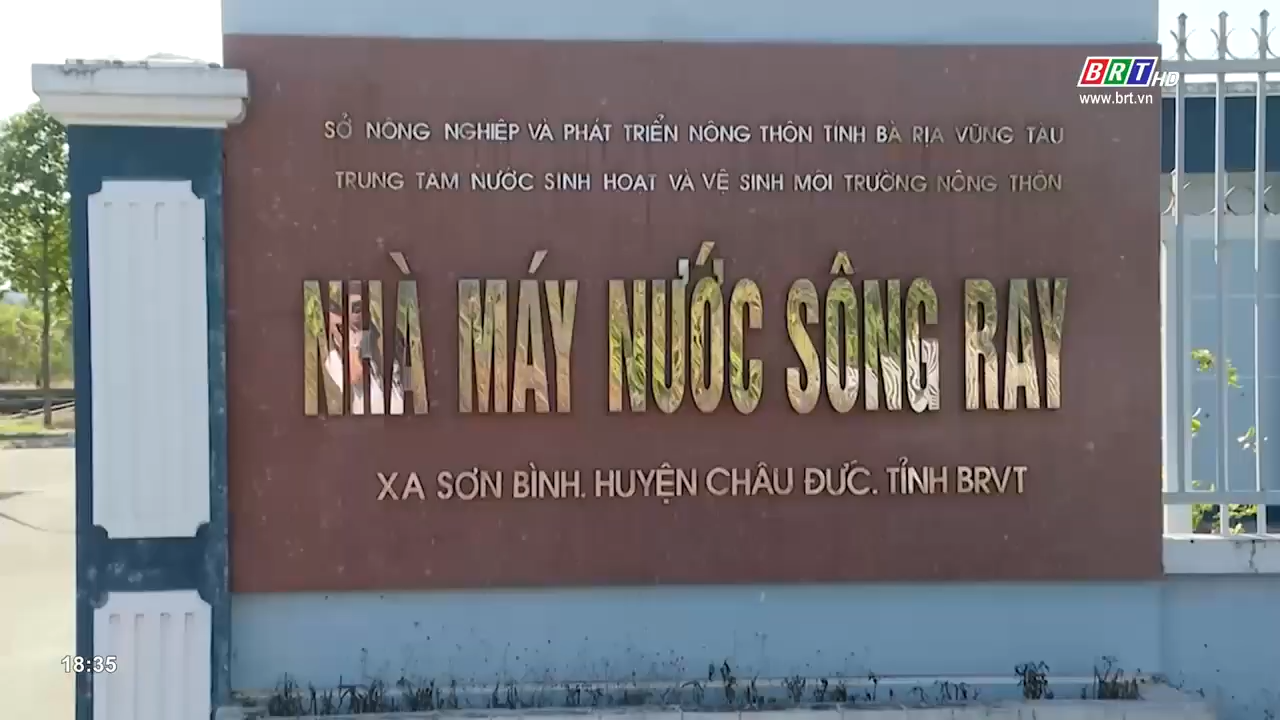 BRT HD
www.brt.vn
SỞ NÔNG NGHIỆP VÀ PHÁT TRIỂN NÔNG THÔN TỈNH BÀ RỊA VŨNG TÀU
TRUNG TÂM NƯỚC SINH HOẠT VÀ VỆ SINH MÔI TRƯỜNG NÔNG THÔN
NHÀ MÁY NƯỚC SÔNG RAY
XA SƠN BÌNH. HUYỆN CHÂU ĐỨC. TỈNH BRVT
18:35